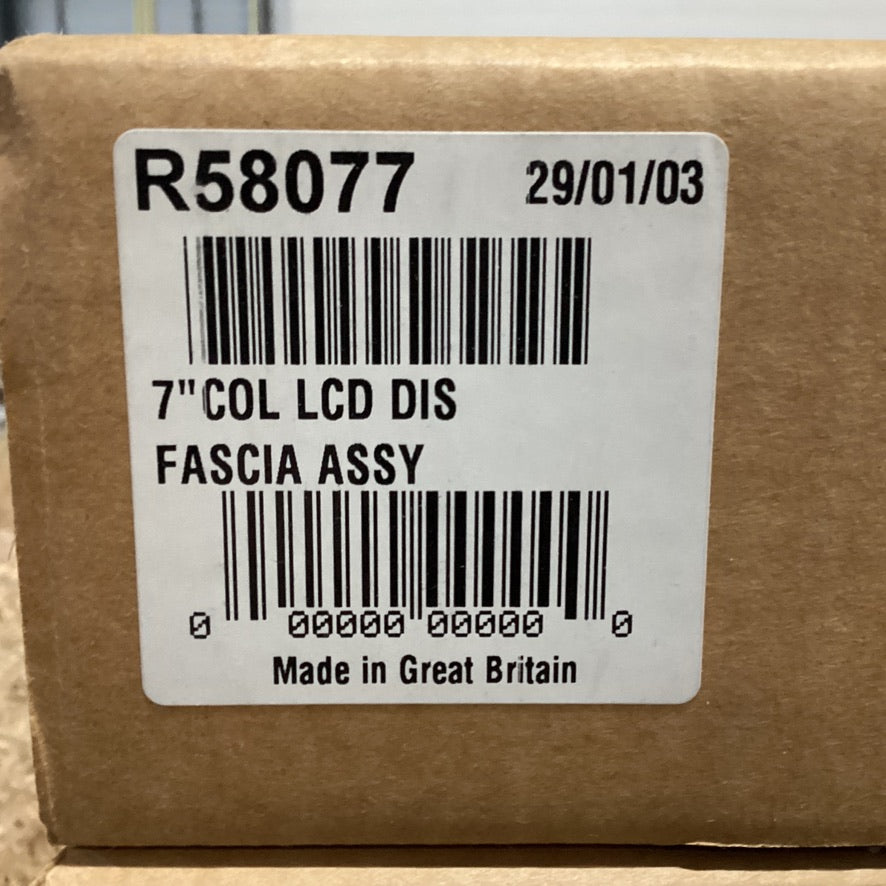 R58077 29/01/03
7" COL LCD DIS
FASCIA ASSY
0 00000 00000 0
Made in Great Britain